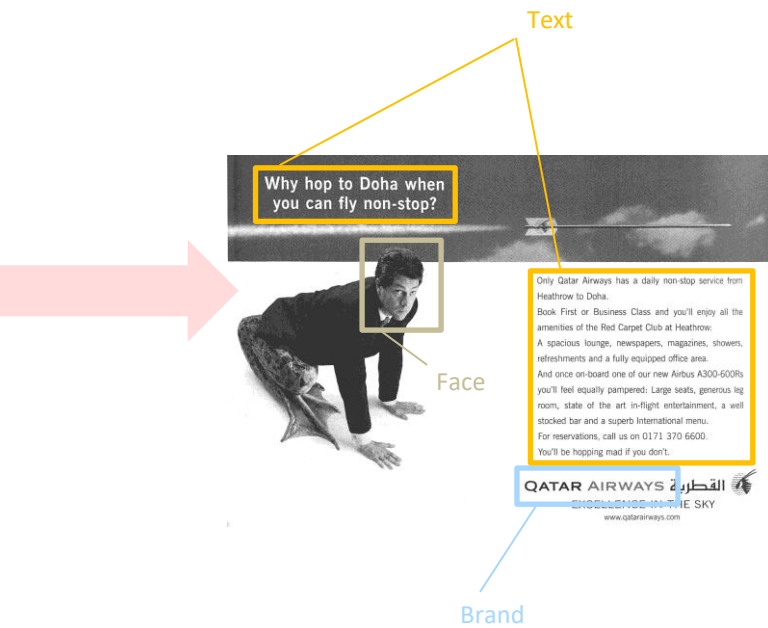 Text
Why hop to Doha when
you can fly non-stop?
Only Qatar Airways has a daily non-stop service from
Heathrow to Doha.
Book First or Business Class and you'll enjoy all the
amenities of the Red Carpet Club at Heathrow:
A spacious lounge, newspapers, magazines, showers,
refreshments and a fully equipped office area.
And once on-board one of our new Airbus A300-600Rs
you'll feel equally pampered: Large seats, generous leg
room, state of the art in-flight entertainment, a well
stocked bar and a superb International menu.
For reservations, call us on 0171 370 6600.
You'll be hopping mad if you don't.
Face
QATAR AIRWAYS القطرية
EXCELLENCE IN THE SKY
www.qatarairways.com
Brand